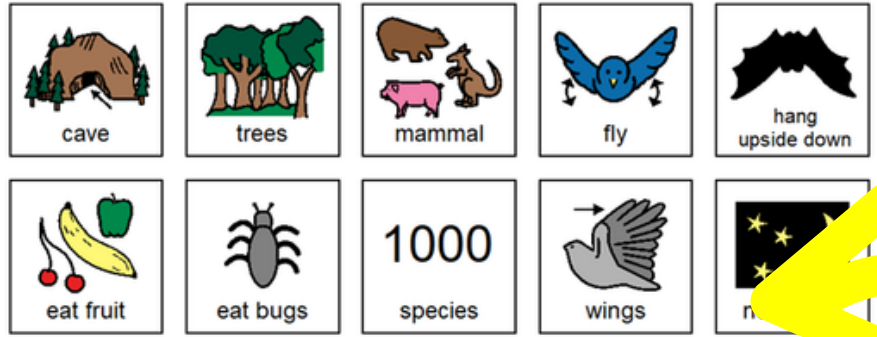 cave
trees
mammal
fly
hang
upside down
eat fruit
eat bugs
1000
species
wings